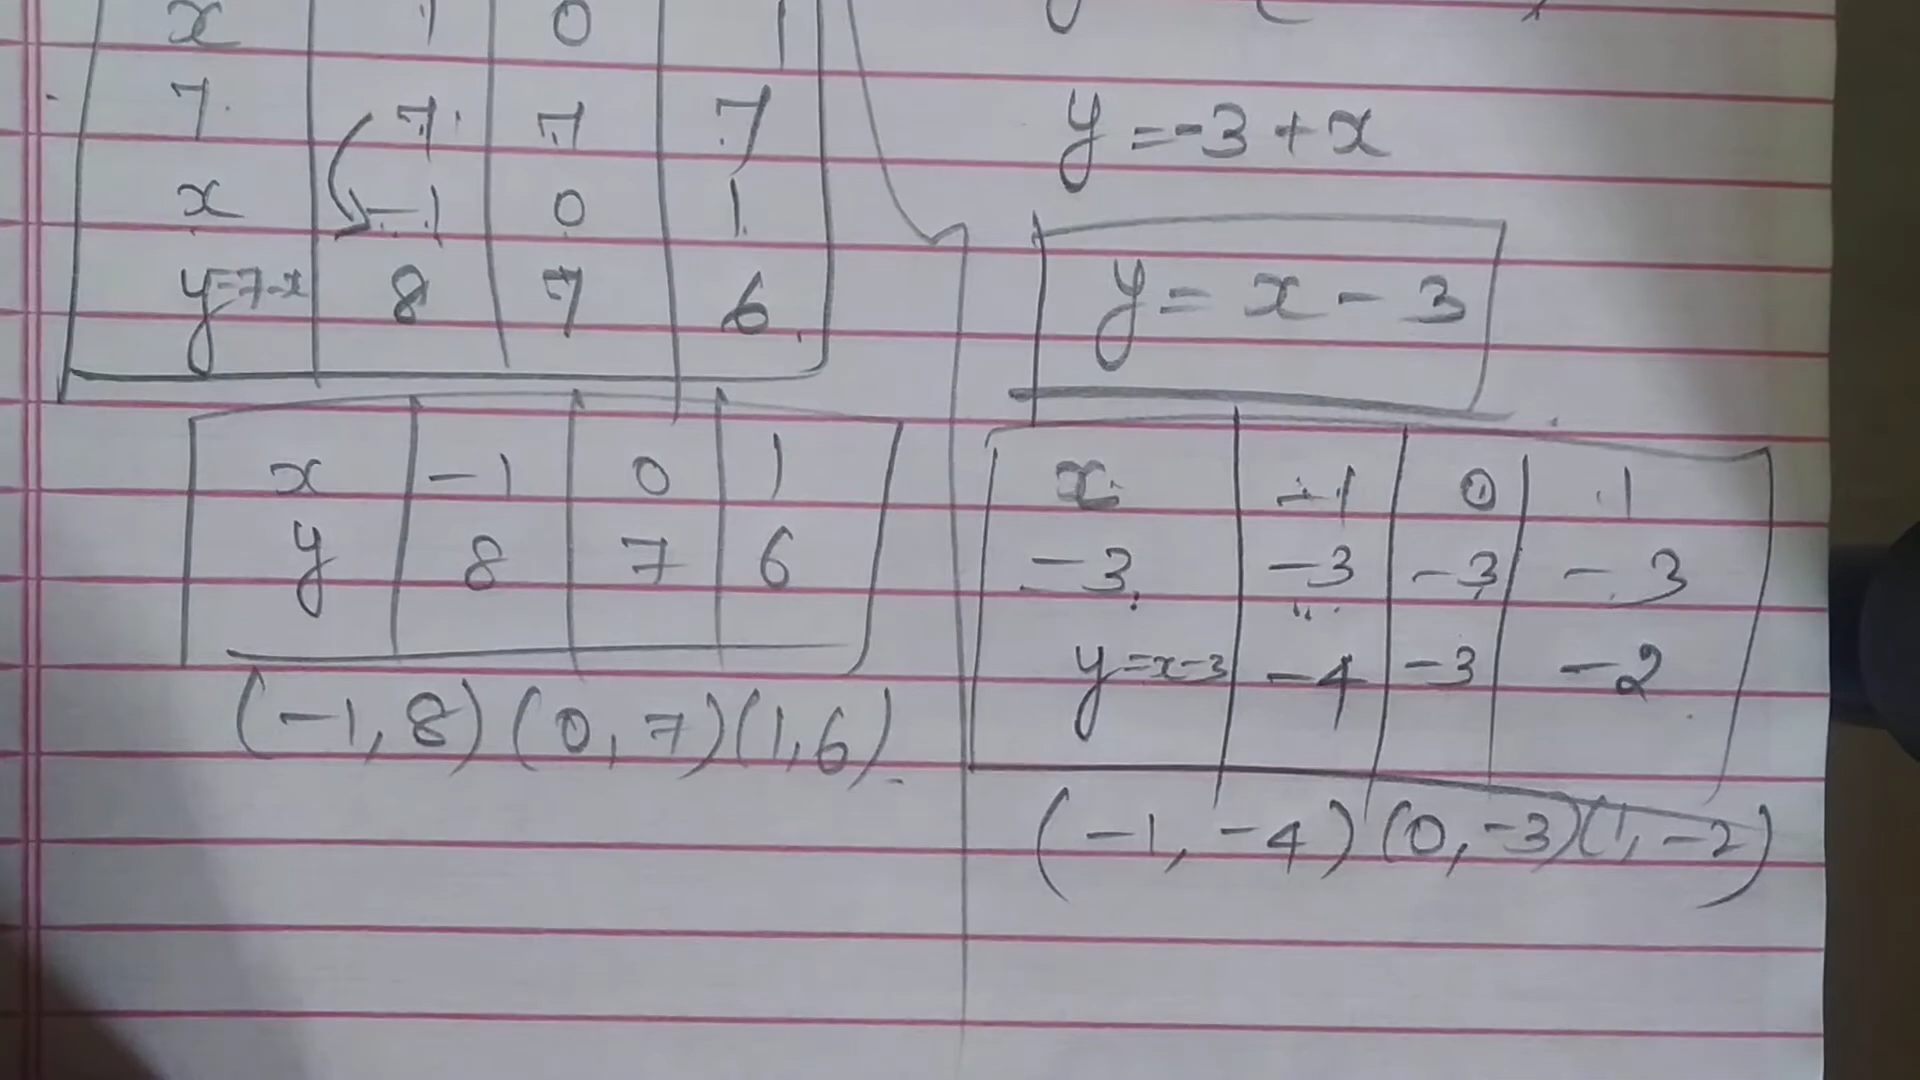 x 1 0 1
7 7 7 7
x -1 0 1
y=7-x 8 7 6
x -1 0 1
y 8 7 6
(-1, 8) (0, 7) (1, 6)
y = -3 + x
y = x - 3
x -1 0 1
-3 -3 -3 -3
y=x-3 -4 -3 -2
(-1, -4) (0, -3) (1, -2)